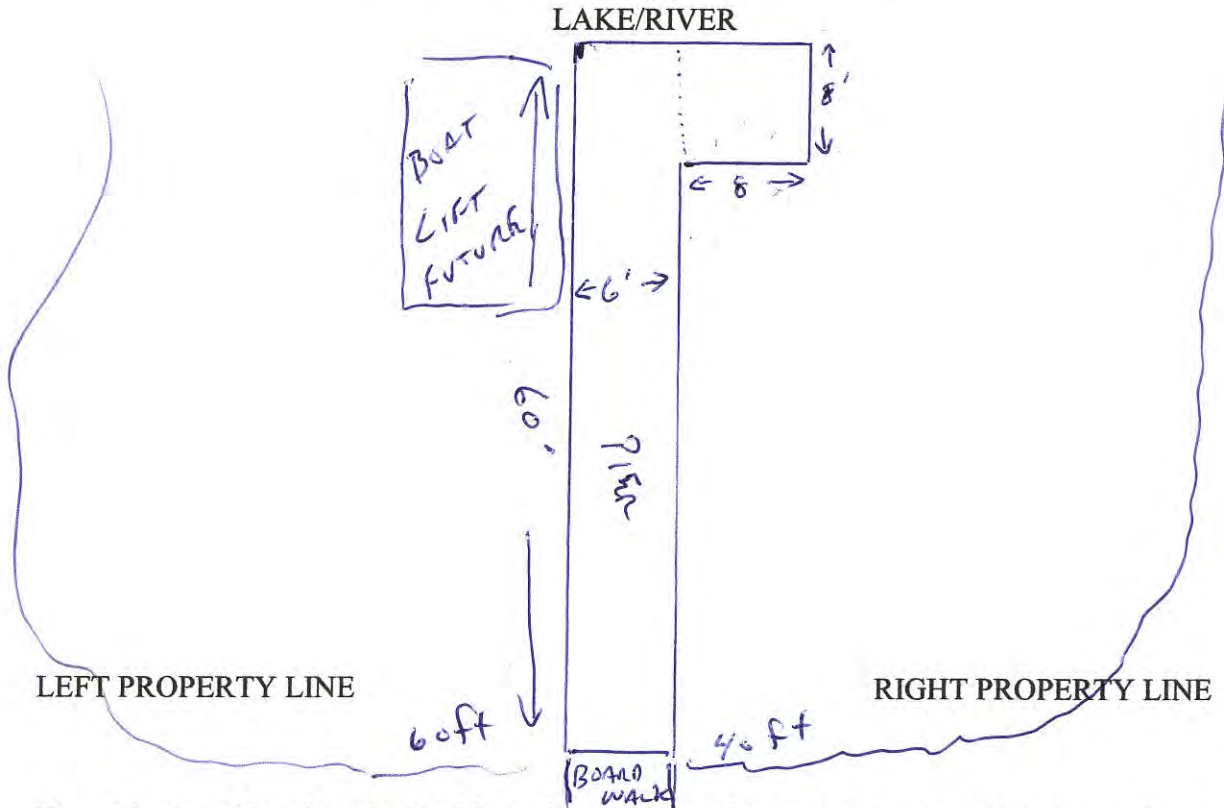 LAKE/RIVER
8'
8
BOAT
LIFT
FUTURE
6'
60'
PIER
LEFT PROPERTY LINE
RIGHT PROPERTY LINE
60ft
40ft
BOARD
WALK